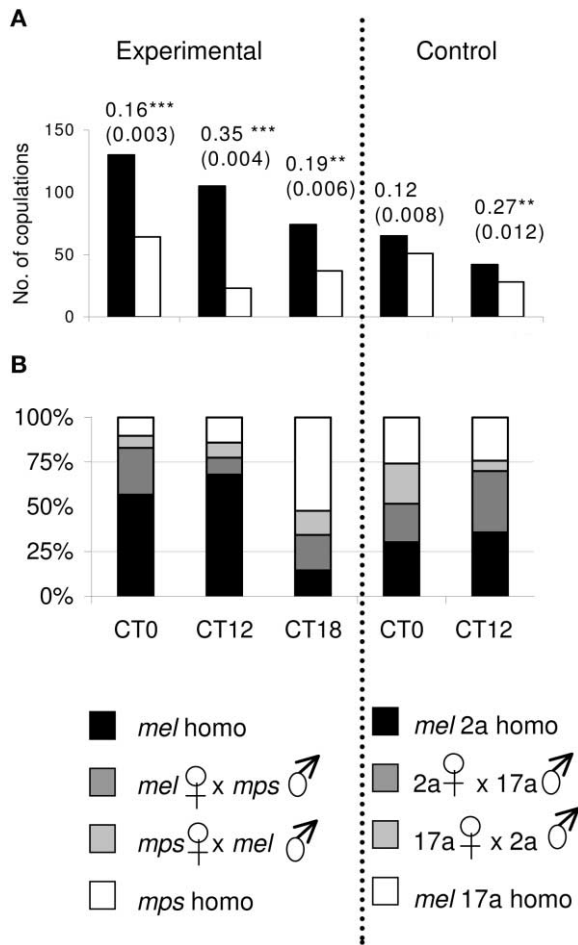 A
Experimental Control
0.16*** 0.35 *** 0.19** 0.12 0.27**
(0.003) (0.004) (0.006) (0.008) (0.012)
No. of copulations
150
100
50
0
B
100%
75%
50%
25%
0%
CT0 CT12 CT18 CT0 CT12
mel homo
mel ♀ x mps ♂
mps ♀ x mel ♂
mps homo
mel 2a homo
2a ♀ x 17a ♂
17a ♀ x 2a ♂
mel 17a homo